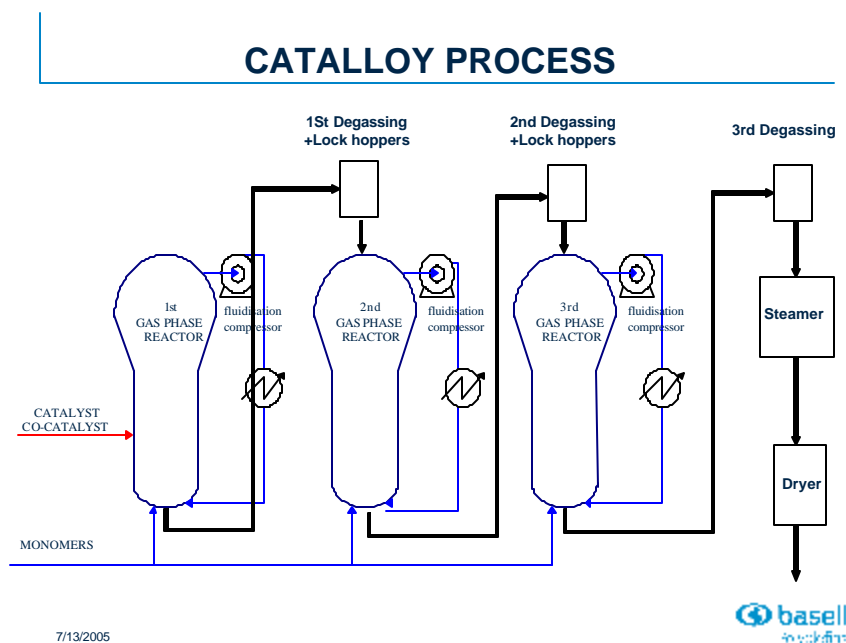 CATALLOY PROCESS
1St Degassing
+Lock hoppers
2nd Degassing
+Lock hoppers
3rd Degassing
1st
GAS PHASE
REACTOR
fluidisation
compressor
2nd
GAS PHASE
REACTOR
fluidisation
compressor
3rd
GAS PHASE
REACTOR
fluidisation
compressor
Steamer
CATALYST
CO-CATALYST
Dryer
MONOMERS
basell
7/13/2005